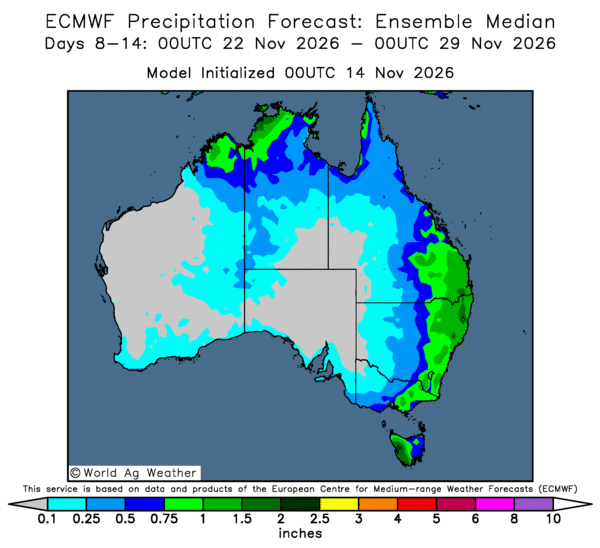 ECMWF Precipitation Forecast: Ensemble Median
Days 8-14: 00UTC 22 Nov 2026 - 00UTC 29 Nov 2026
Model Initialized 00UTC 14 Nov 2026
© World Ag Weather
This service is based on data and products of the European Centre for Medium-range Weather Forecasts (ECMWF)
0.1 0.25 0.5 0.75 1 1.5 2 2.5 3 4 5 6 8 10
inches